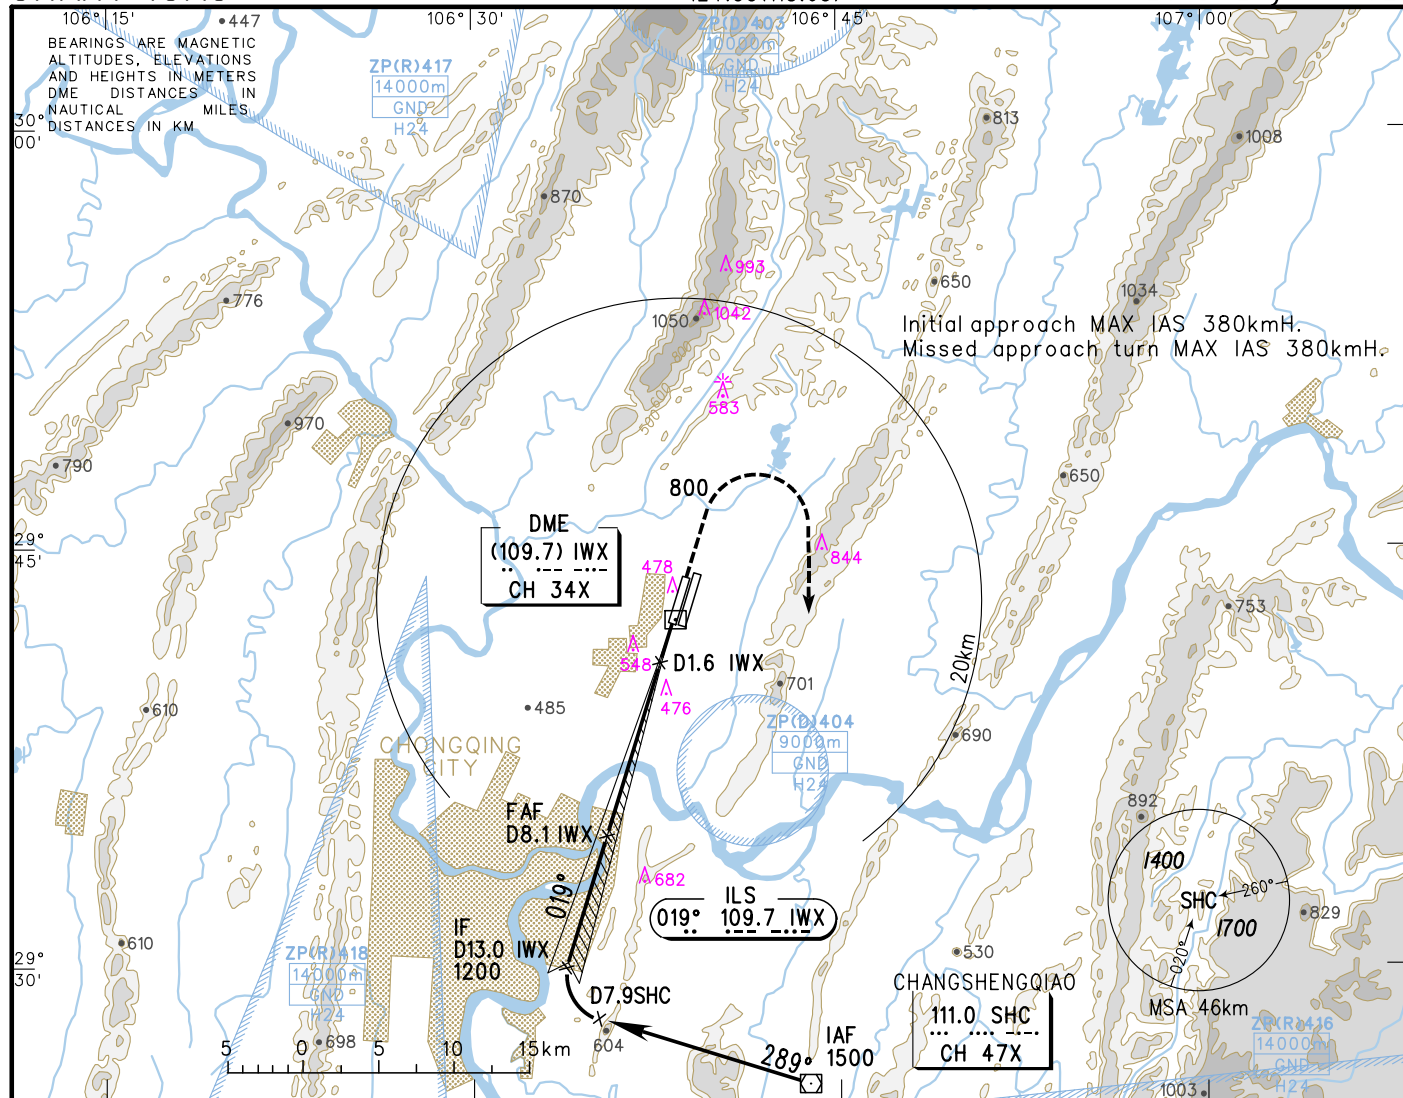 106° 15'
447
106° 30'
106° 45'
107° 00'
BEARINGS ARE MAGNETIC
ALTITUDES, ELEVATIONS
AND HEIGHTS IN METERS
DME DISTANCES IN
NAUTICAL MILES
DISTANCES IN KM
ZP(R)417
14000m
GND
H24
ZP(D)403
10000m
GND
H24
30°
00'
813
1008
870
993
776
1042
1050
650
1034
Initial approach MAX IAS 380kmH.
Missed approach turn MAX IAS 380kmH.
800
500
600
583
970
790
650
800
DME
(109.7) IWX
CH 34X
29°
45'
844
478
753
548
D1.6 IWX
20km
476
701
610
485
690
ZP(D)404
9000m
GND
H24
CHONGQING
CITY
FAF
D8.1 IWX
892
1400
682
019°
ILS
019° 109.7 IWX
SHC
260°
1700
829
020°
IF
D13.0 IWX
1200
610
ZP(R)418
14000m
GND
H24
530
29°
30'
CHANGSHENGQIAO
111.0 SHC
CH 47X
D7.9SHC
MSA 46km
604
IAF
1500
289°
ZP(R)416
14000m
GND
H24
698
5 0 5 10 15km
1003